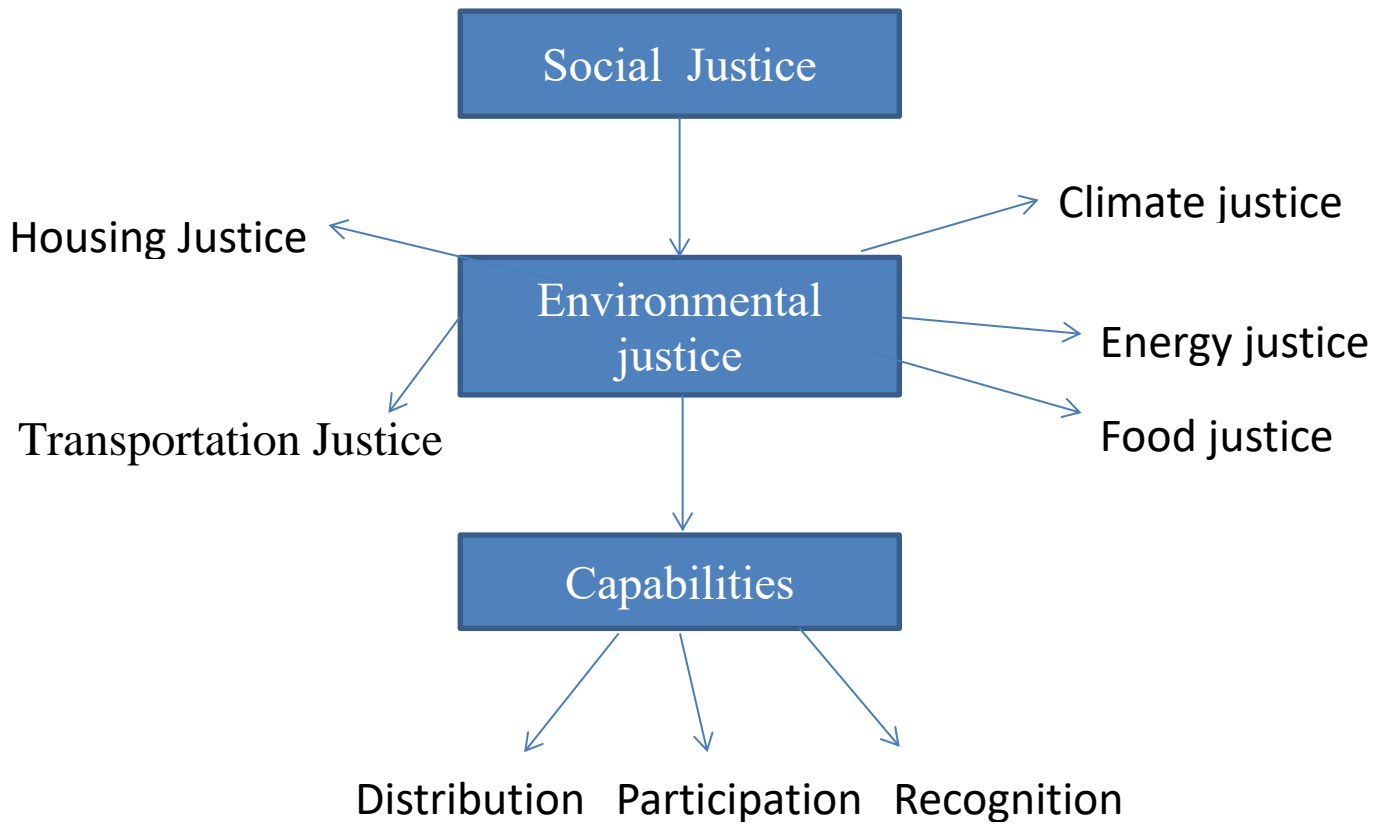 Social Justice
Climate justice
Housing Justice
Environmental
justice
Energy justice
Transportation Justice
Food justice
Capabilities
Distribution Participation Recognition